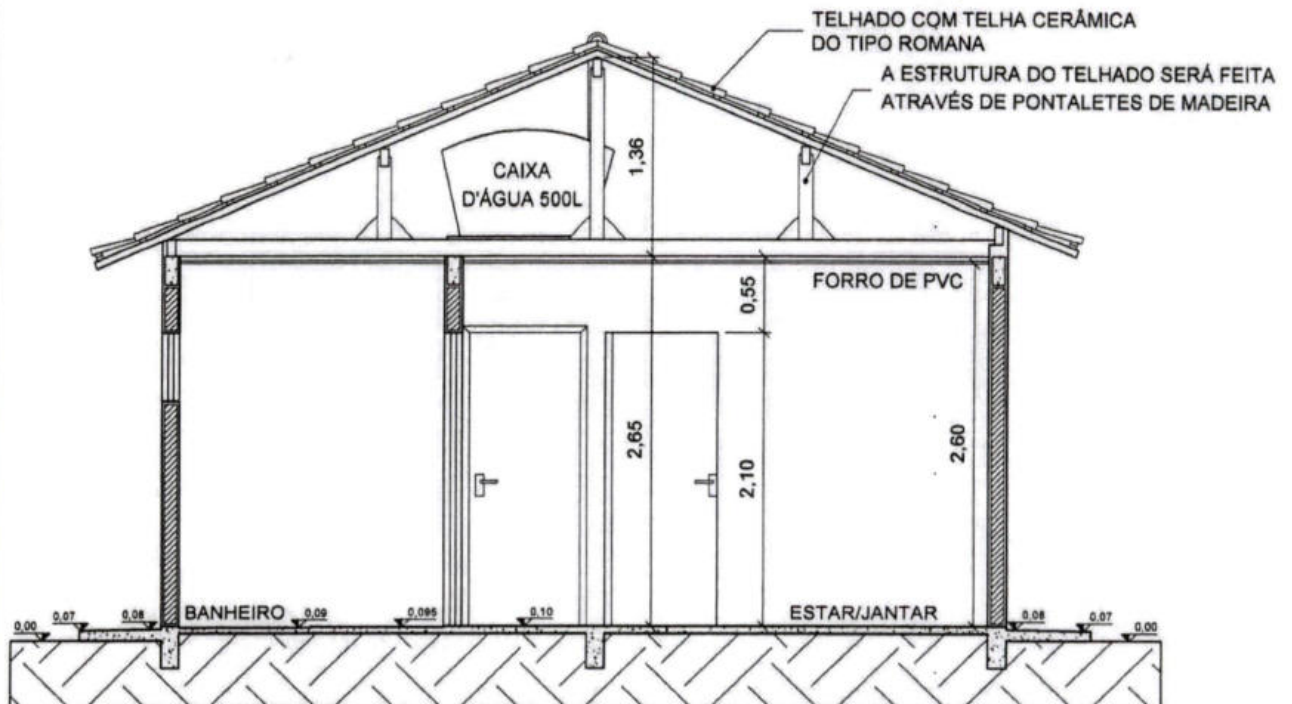 TELHADO COM TELHA CERÂMICA
DO TIPO ROMANA
A ESTRUTURA DO TELHADO SERÁ FEITA
ATRAVÉS DE PONTALETES DE MADEIRA
1,36
CAIXA
D'ÁGUA 500L
FORRO DE PVC
0,55
2,65
2,10
2,60
BANHEIRO
ESTAR/JANTAR
0,00
0,07
0,08
0,09
0,095
0,10
0,08
0,07
0,00